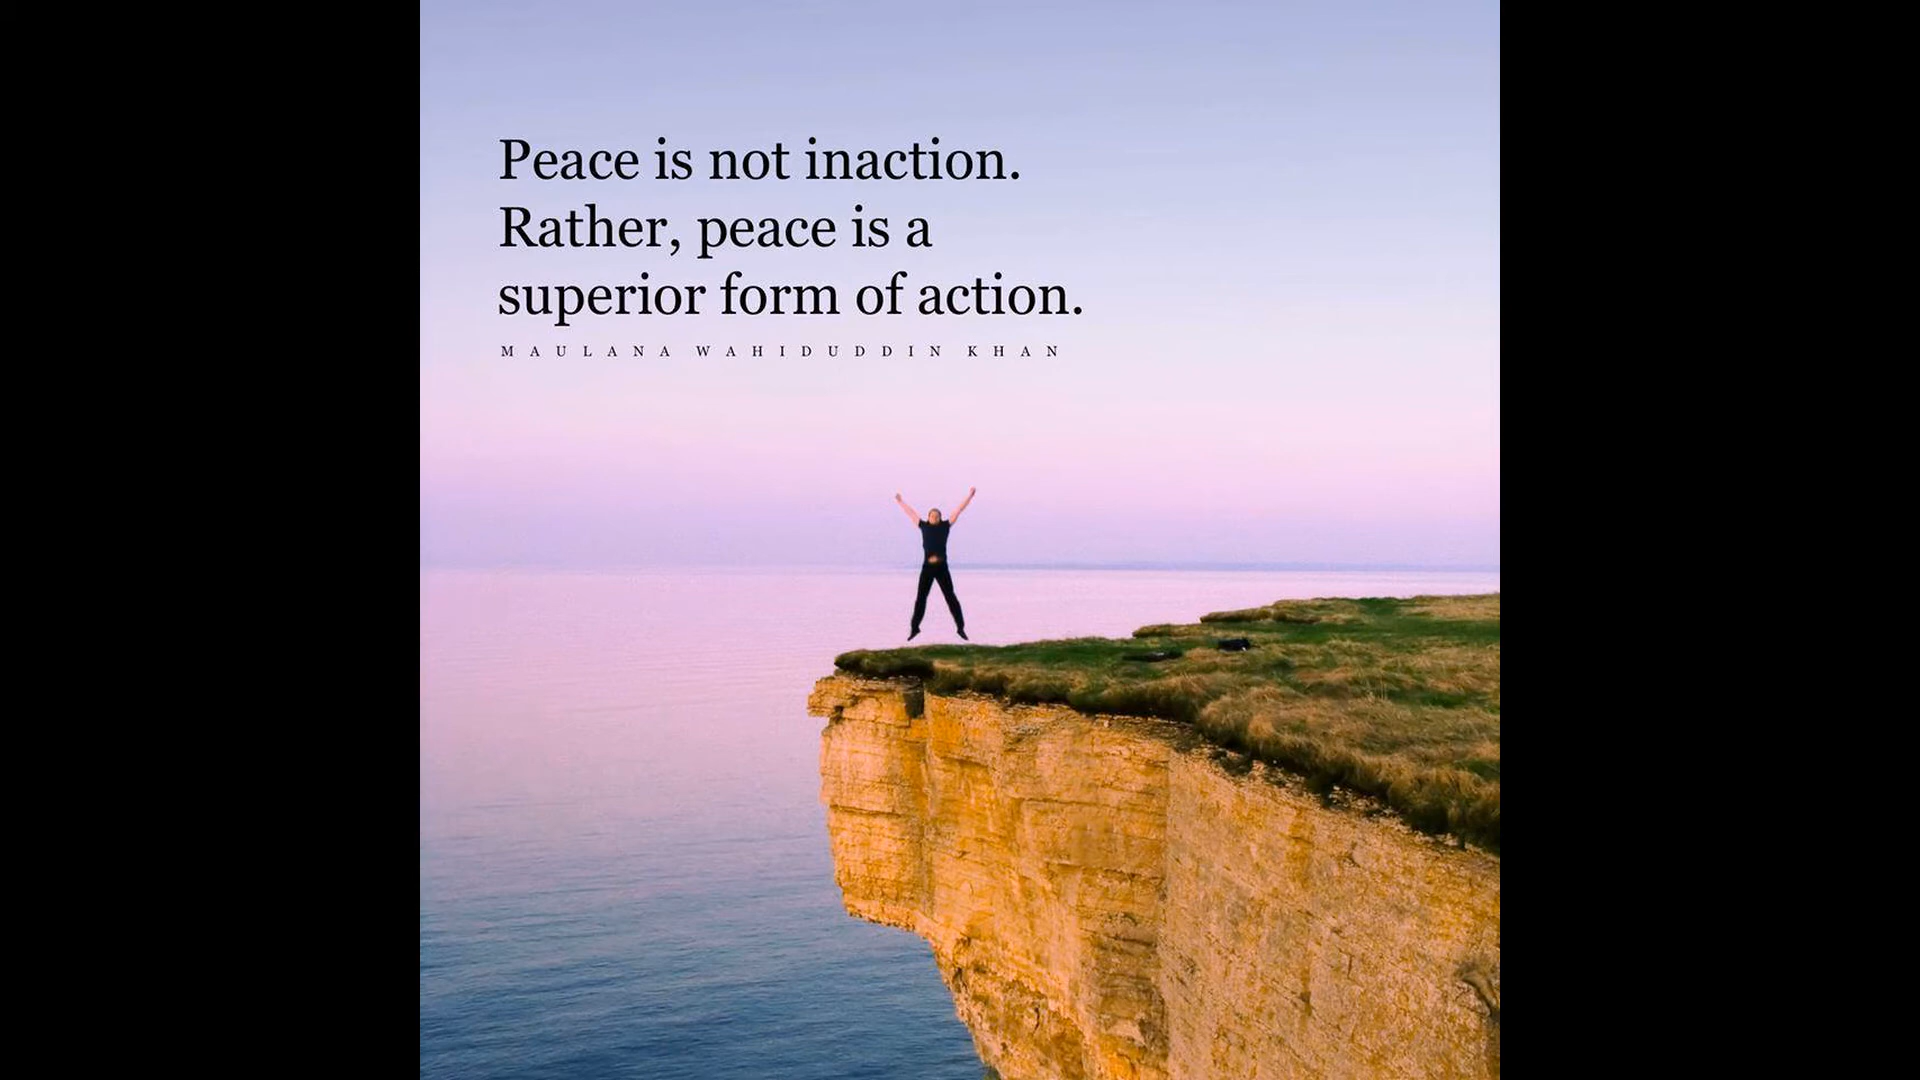 Peace is not inaction.
Rather, peace is a
superior form of action.
MAULANA WAHIDUDDIN KHAN